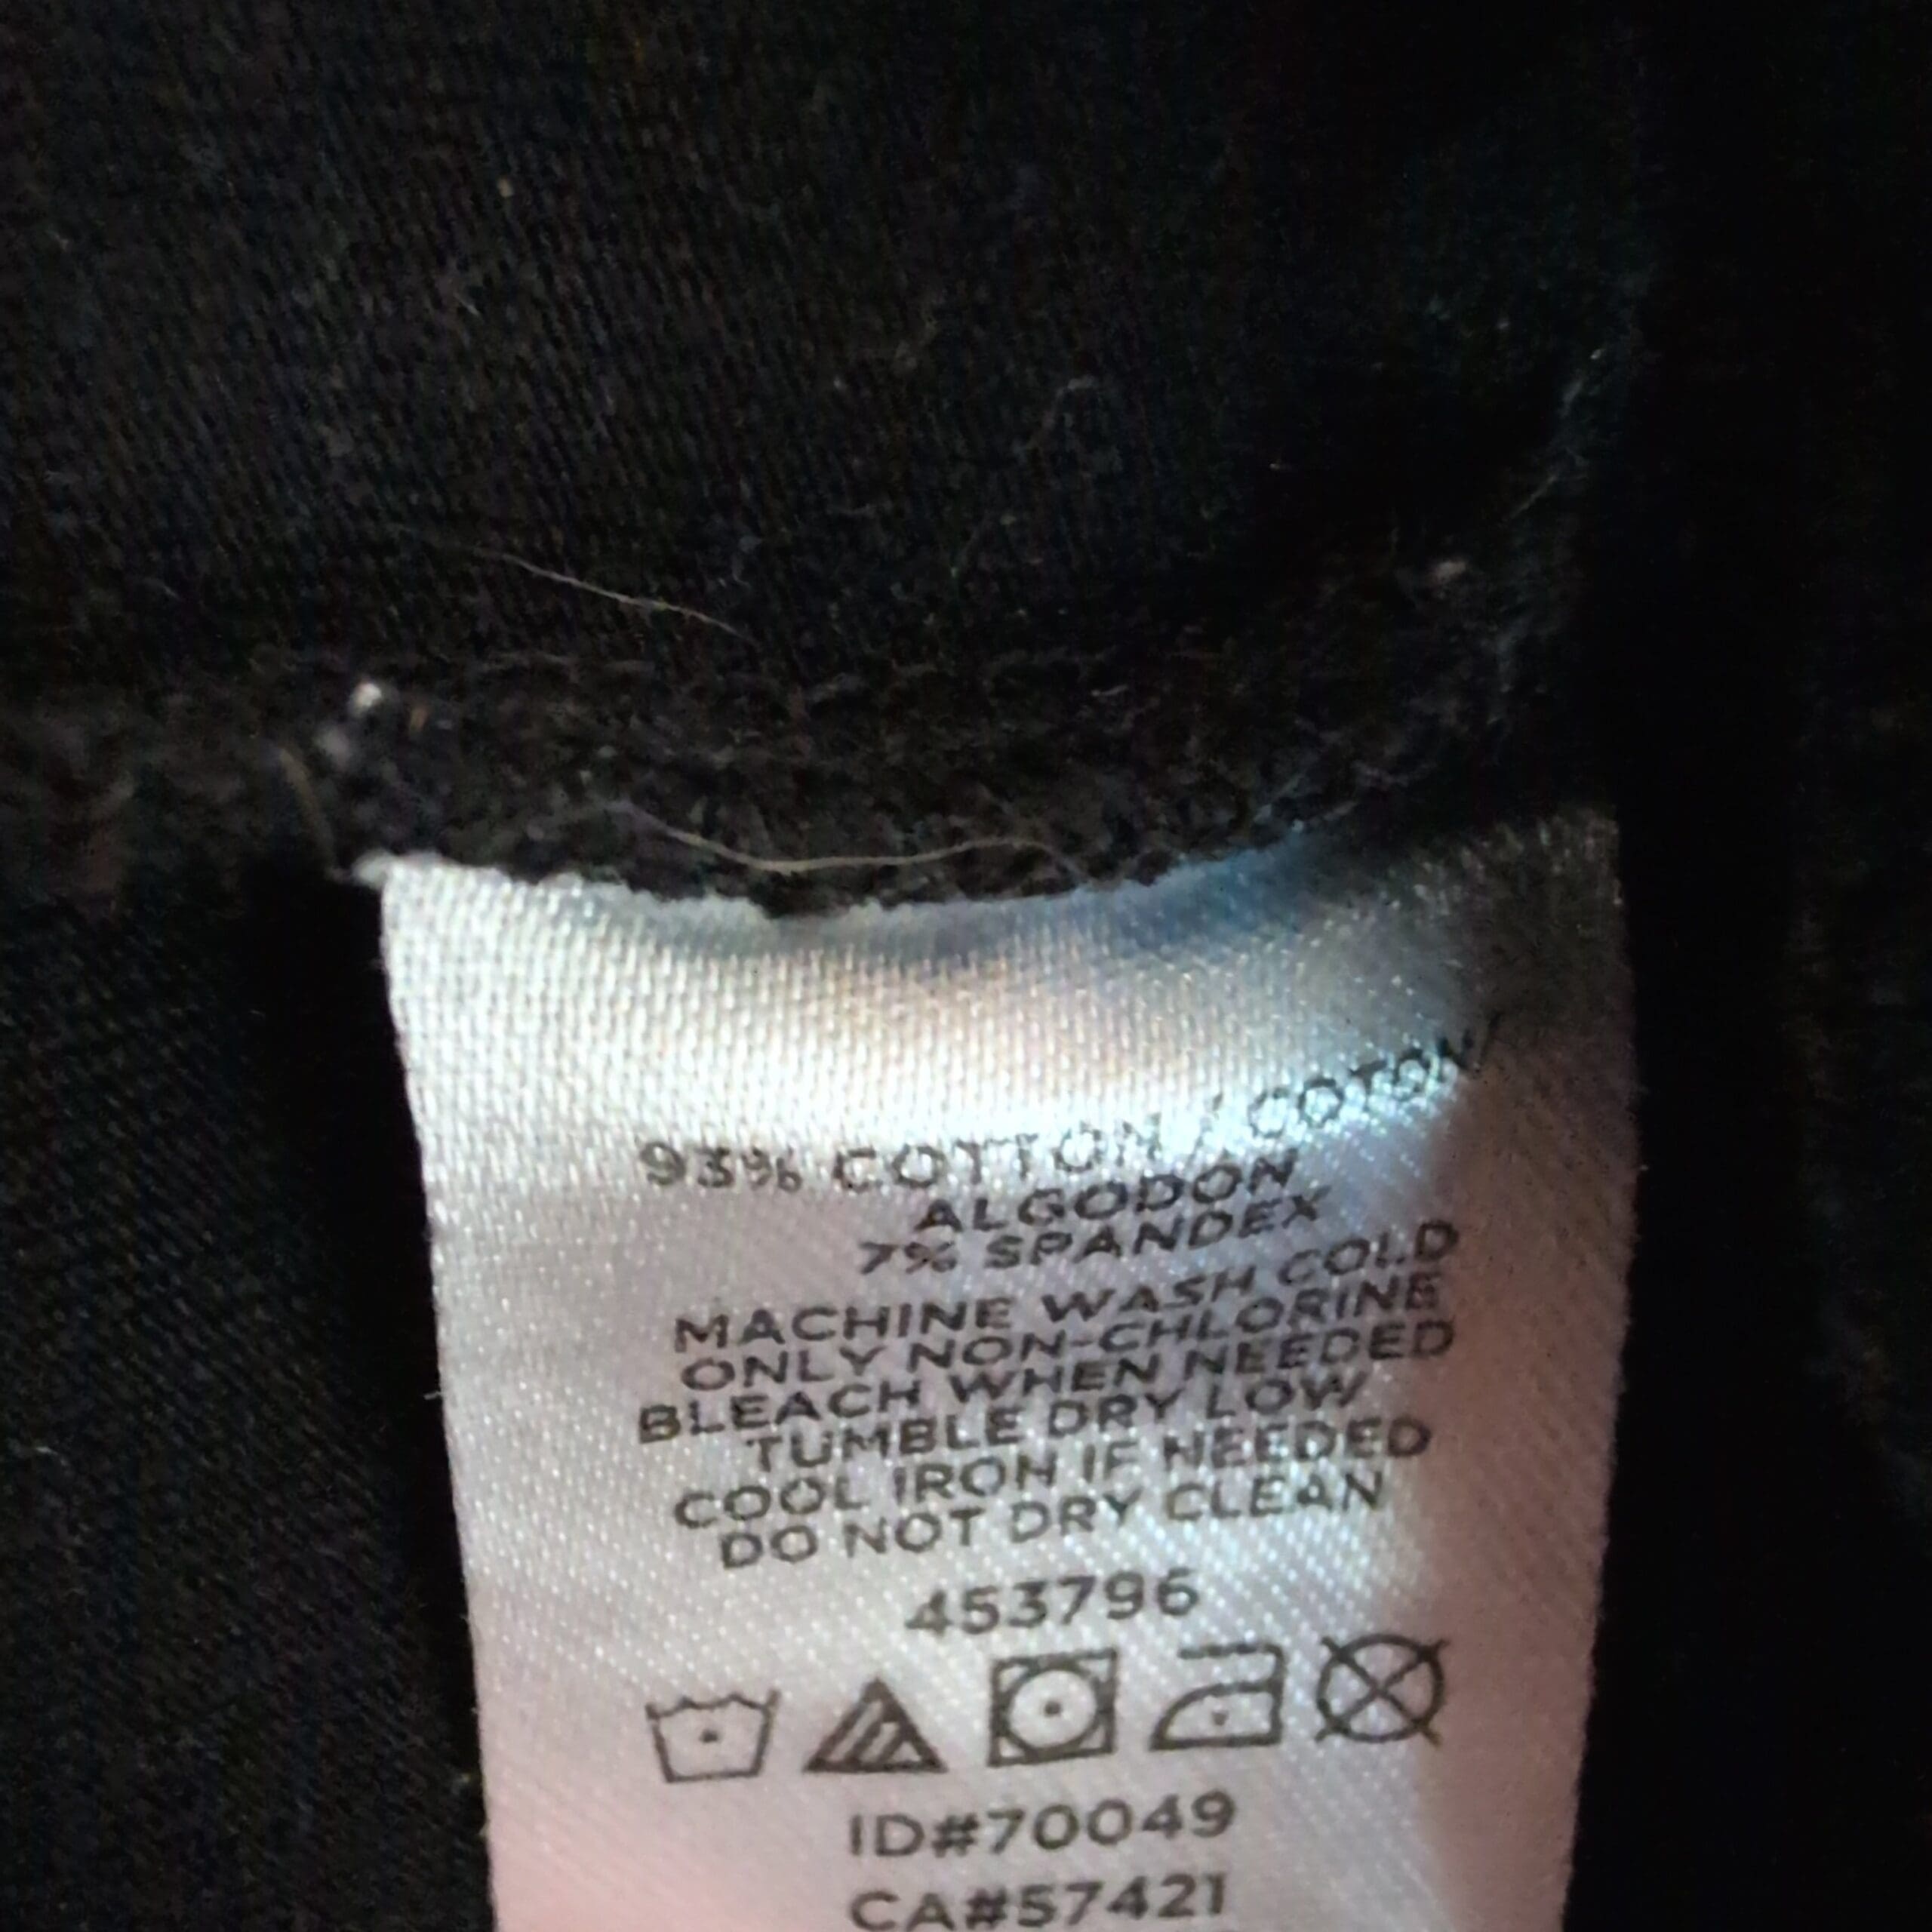 93% COTTON / COTON/
ALGODON
7% SPANDEX
MACHINE WASH COLD
ONLY NON-CHLORINE
BLEACH WHEN NEEDED
TUMBLE DRY LOW
COOL IRON IF NEEDED
DO NOT DRY CLEAN
453796
ID#70049
CA#57421